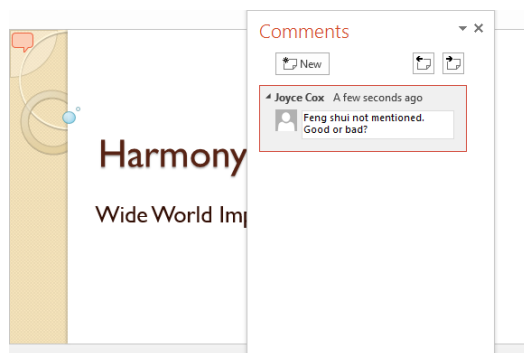 Comments
New
Joyce Cox A few seconds ago
Feng shui not mentioned.
Good or bad?
Harmony
Wide World Imp